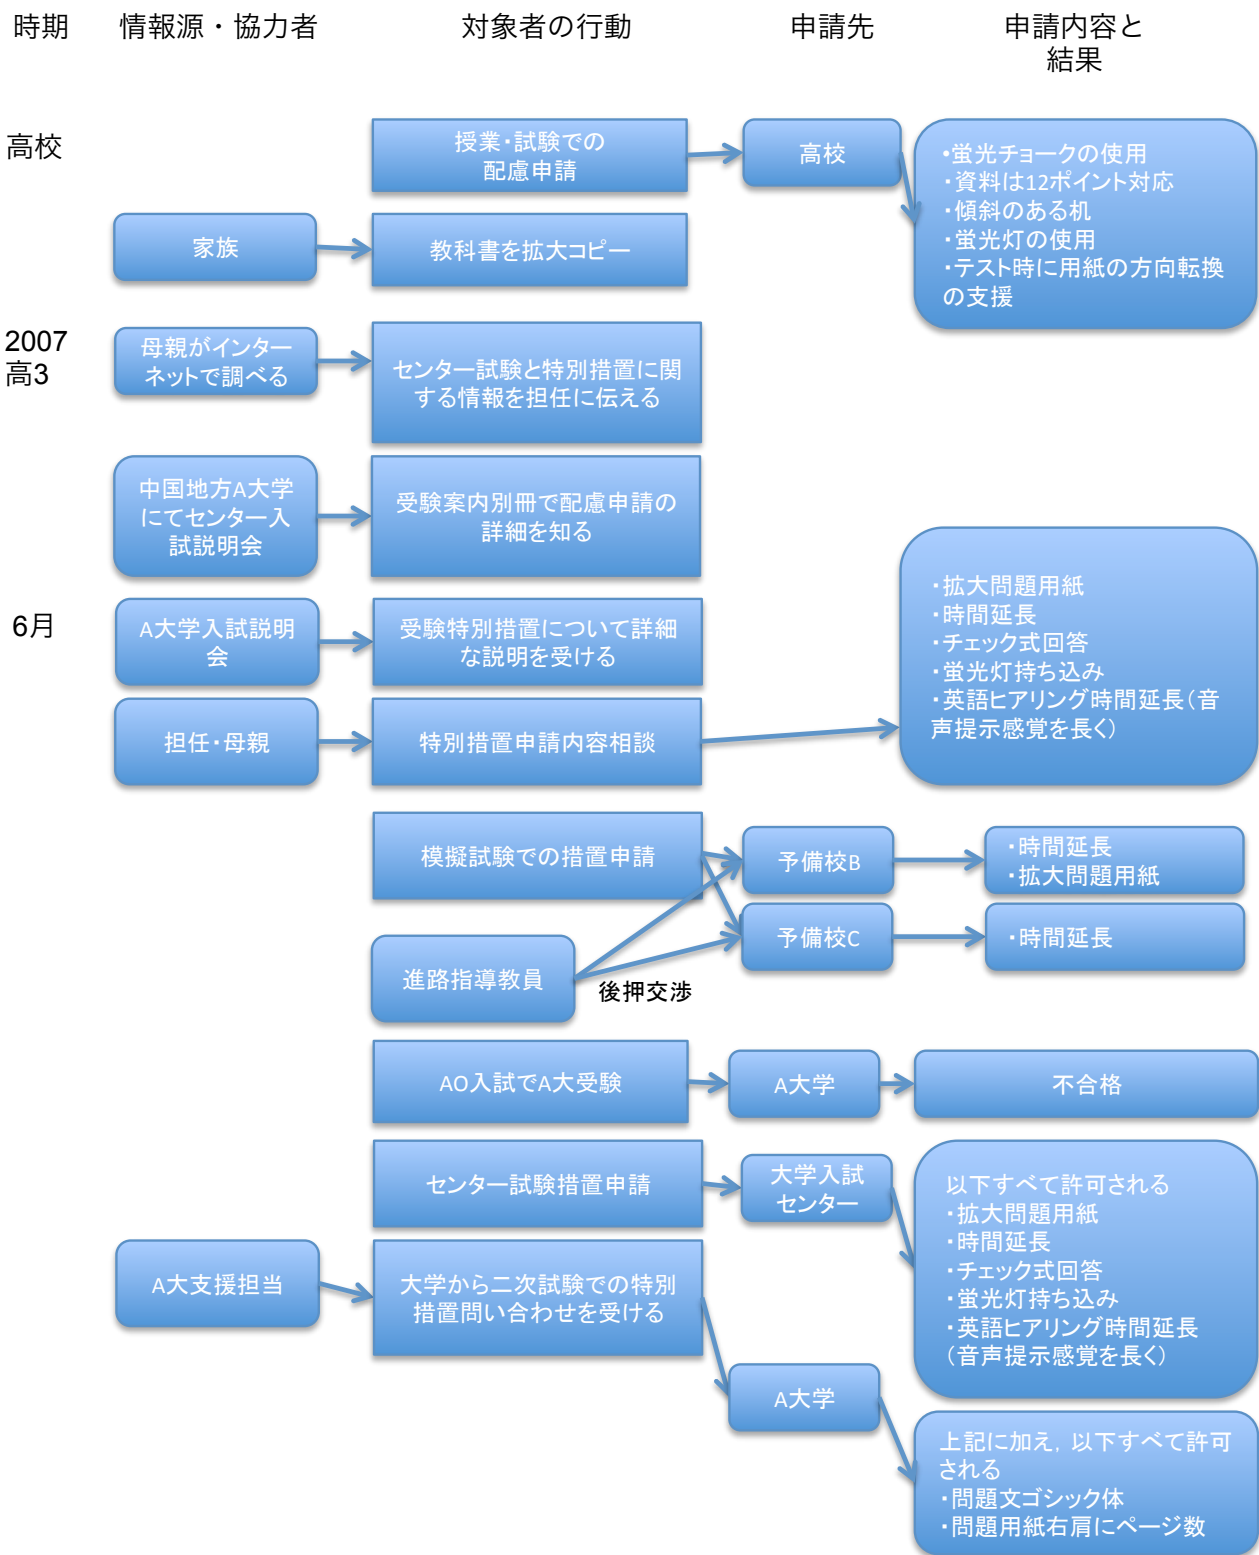 時期
情報源・協力者
対象者の行動
申請先
申請内容と
結果
高校
授業・試験での
配慮申請
高校
•蛍光チョークの使用
・資料は12ポイント対応
・傾斜のある机
・蛍光灯の使用
・テスト時に用紙の方向転換
の支援
家族
教科書を拡大コピー
2007
高3
母親がインター
ネットで調べる
センター試験と特別措置に関
する情報を担任に伝える
中国地方A大学
にてセンター入
試説明会
受験案内別冊で配慮申請の
詳細を知る
6月
A大学入試説明
会
受験特別措置について詳細
な説明を受ける
・拡大問題用紙
・時間延長
・チェック式回答
・蛍光灯持ち込み
・英語ヒアリング時間延長（音
声提示感覚を長く）
担任・母親
特別措置申請内容相談
模擬試験での措置申請
予備校B
・時間延長
・拡大問題用紙
予備校C
・時間延長
進路指導教員
後押交渉
AO入試でA大受験
A大学
不合格
センター試験措置申請
大学入試
センター
以下すべて許可される
・拡大問題用紙
・時間延長
・チェック式回答
・蛍光灯持ち込み
・英語ヒアリング時間延長
（音声提示感覚を長く）
A大支援担当
大学から二次試験での特別
措置問い合わせを受ける
A大学
上記に加え，以下すべて許可
される
・問題文ゴシック体
・問題用紙右肩にページ数